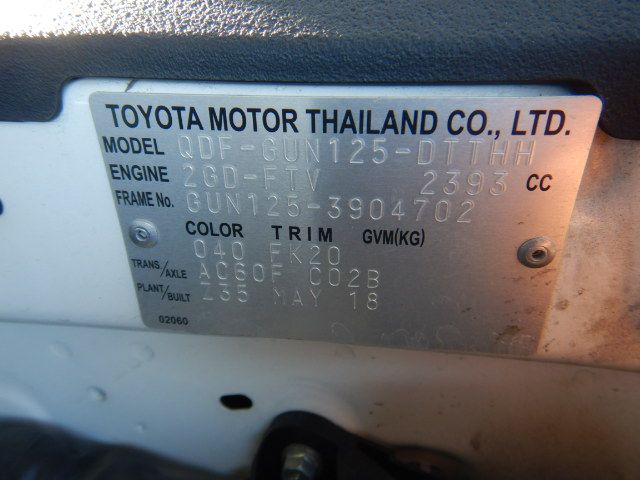 TOYOTA MOTOR THAILAND CO., LTD.
MODEL QDF-GUN125-DTTHH
ENGINE 2GD-FTV 2393 CC
FRAME No. GUN125-3904702
COLOR TRIM GVM(KG)
040 FK20
TRANS/AXLE AC60F C02B
PLANT/BUILT Z35 MAY 18
02060